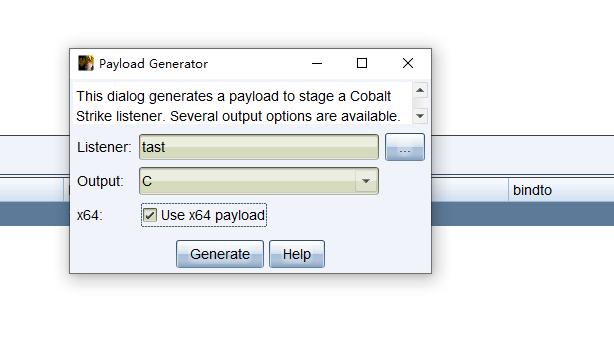 Payload Generator
This dialog generates a payload to stage a Cobalt
Strike listener. Several output options are available.
Listener: tast ...
Output: C
x64: Use x64 payload
bindto
Generate Help